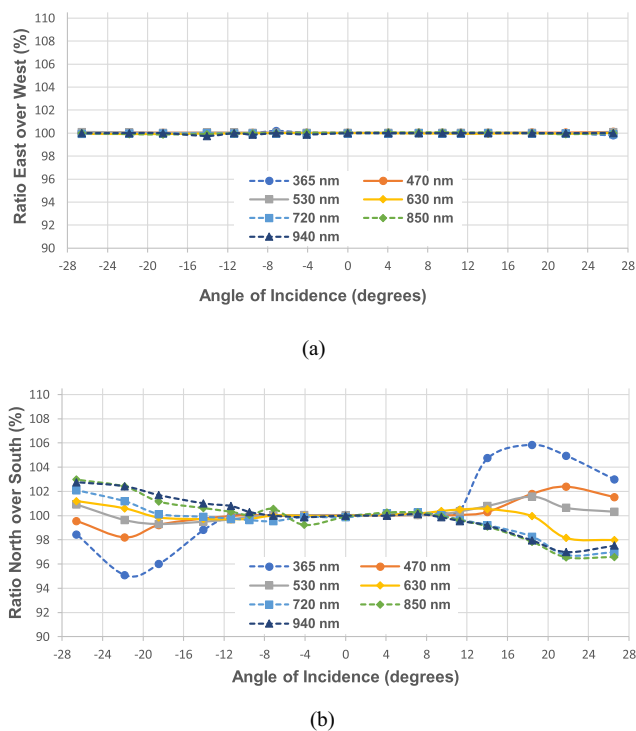 110
108
106
104
102
100
98
96
94
92
90
Ratio East over West (%)
365 nm 470 nm
530 nm 630 nm
720 nm 850 nm
940 nm
-28 -24 -20 -16 -12 -8 -4 0 4 8 12 16 20 24 28
Angle of Incidence (degrees)
(a)
110
108
106
104
102
100
98
96
94
92
90
Ratio North over South (%)
365 nm 470 nm
530 nm 630 nm
720 nm 850 nm
940 nm
-28 -24 -20 -16 -12 -8 -4 0 4 8 12 16 20 24 28
Angle of Incidence (degrees)
(b)